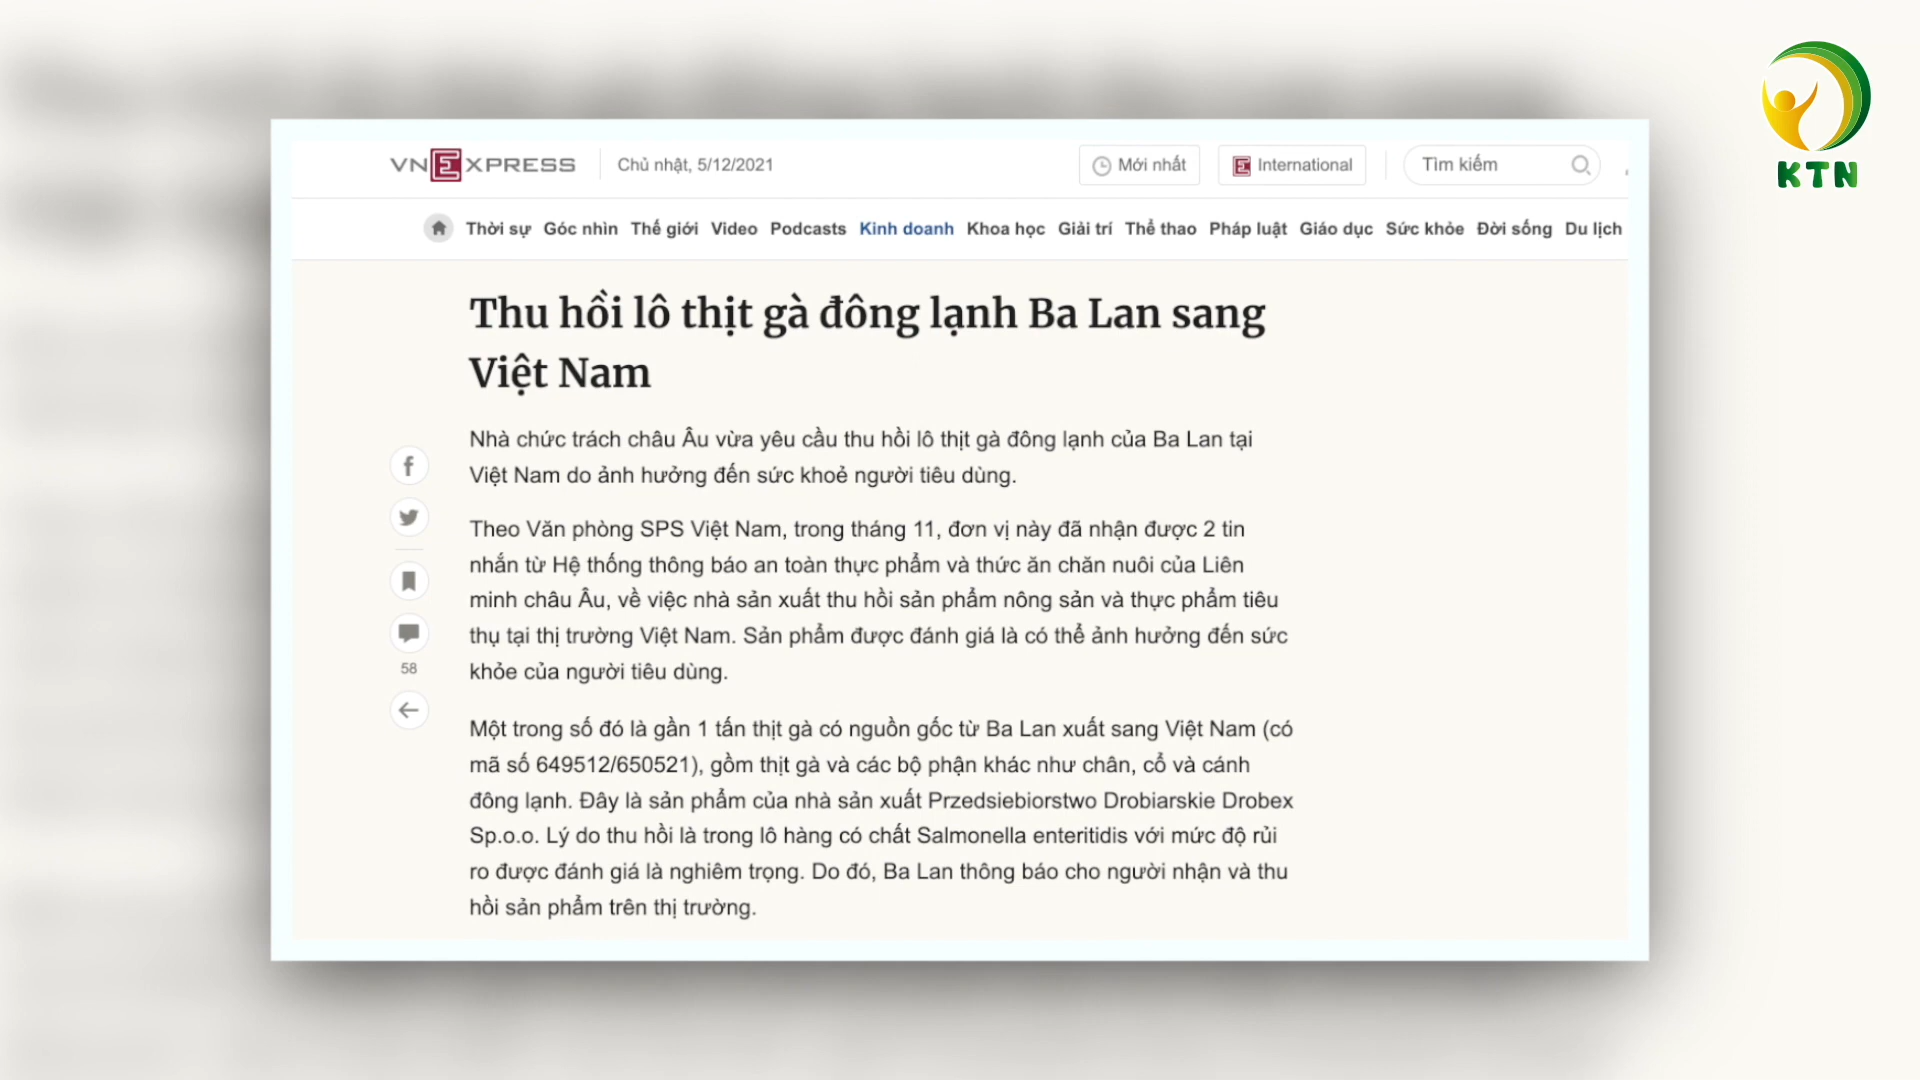 KTN
VNEXPRESS
Chủ nhật, 5/12/2021
Mới nhất
International
Tìm kiếm
Thời sự Góc nhìn Thế giới Video Podcasts Kinh doanh Khoa học Giải trí Thể thao Pháp luật Giáo dục Sức khỏe Đời sống Du lịch
Thu hồi lô thịt gà đông lạnh Ba Lan sang
Việt Nam
Nhà chức trách châu Âu vừa yêu cầu thu hồi lô thịt gà đông lạnh của Ba Lan tại
Việt Nam do ảnh hưởng đến sức khoẻ người tiêu dùng.
Theo Văn phòng SPS Việt Nam, trong tháng 11, đơn vị này đã nhận được 2 tin
nhắn từ Hệ thống thông báo an toàn thực phẩm và thức ăn chăn nuôi của Liên
minh châu Âu, về việc nhà sản xuất thu hồi sản phẩm nông sản và thực phẩm tiêu
thụ tại thị trường Việt Nam. Sản phẩm được đánh giá là có thể ảnh hưởng đến sức
khỏe của người tiêu dùng.
58
Một trong số đó là gần 1 tấn thịt gà có nguồn gốc từ Ba Lan xuất sang Việt Nam (có
mã số 649512/650521), gồm thịt gà và các bộ phận khác như chân, cổ và cánh
đông lạnh. Đây là sản phẩm của nhà sản xuất Przedsiebiorstwo Drobiarskie Drobex
Sp.o.o. Lý do thu hồi là trong lô hàng có chất Salmonella enteritidis với mức độ rủi
ro được đánh giá là nghiêm trọng. Do đó, Ba Lan thông báo cho người nhận và thu
hồi sản phẩm trên thị trường.